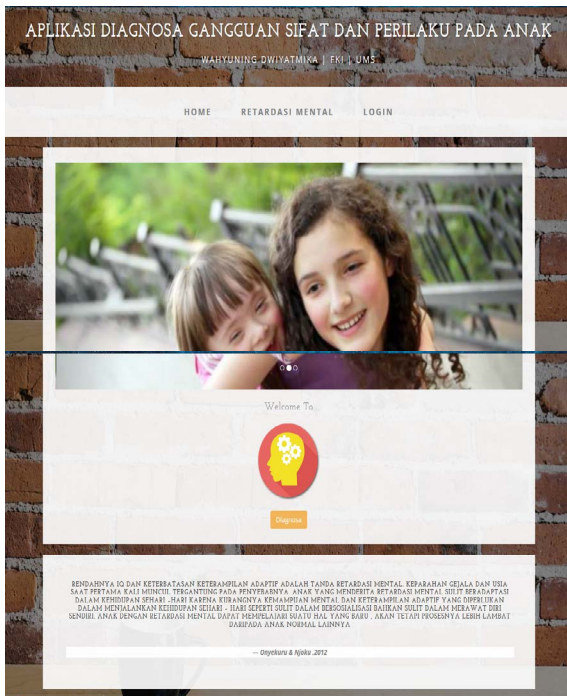 APLIKASI DIAGNOSA GANGGUAN SIFAT DAN PERILAKU PADA ANAK
WAHYUNING DWIYATMIKA | FKI | UMS
HOME RETARDASI MENTAL LOGIN
Welcome To
Diagnosa
RENDAHNYA IQ DAN KETERBATASAN KETERAMPILAN ADAPTIF ADALAH TANDA RETARDASI MENTAL. KEPARAHAN GEJALA DAN USIA
SAAT PERTAMA KALI MUNCUL TERGANTUNG PADA PENYEBABNYA. ANAK YANG MENDERITA RETARDASI MENTAL SULIT BERADAPTASI
DALAM KEHIDUPAN SEHARI -HARI KARENA KURANGNYA KEMAMPUAN MENTAL DAN KETERAMPILAN ADAPTIF YANG DIPERLUKAN
DALAM MENJALANKAN KEHIDUPAN SEHARI - HARI SEPERTI SULIT DALAM BERSOSIALISASI BAHKAN SULIT DALAM MERAWAT DIRI
SENDIRI. ANAK DENGAN RETARDASI MENTAL DAPAT MEMPELAJARI SUATU HAL YANG BARU , AKAN TETAPI PROSESNYA LEBIH LAMBAT
DARIPADA ANAK NORMAL LAINNYA
— Onyekuru & Njoku ,2012